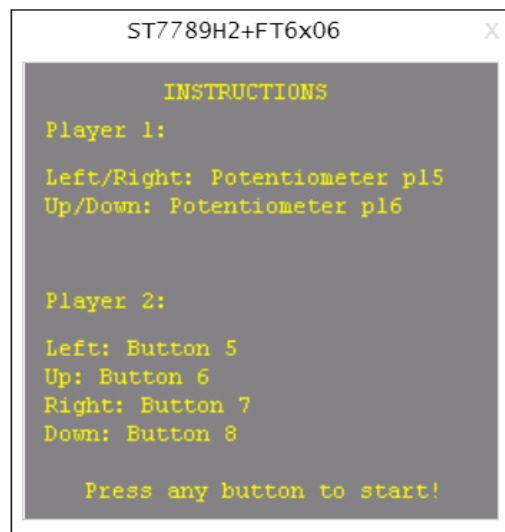 ST7789H2+FT6x06 X
INSTRUCTIONS
Player 1:
Left/Right: Potentiometer p15
Up/Down: Potentiometer p16
Player 2:
Left: Button 5
Up: Button 6
Right: Button 7
Down: Button 8
Press any button to start!